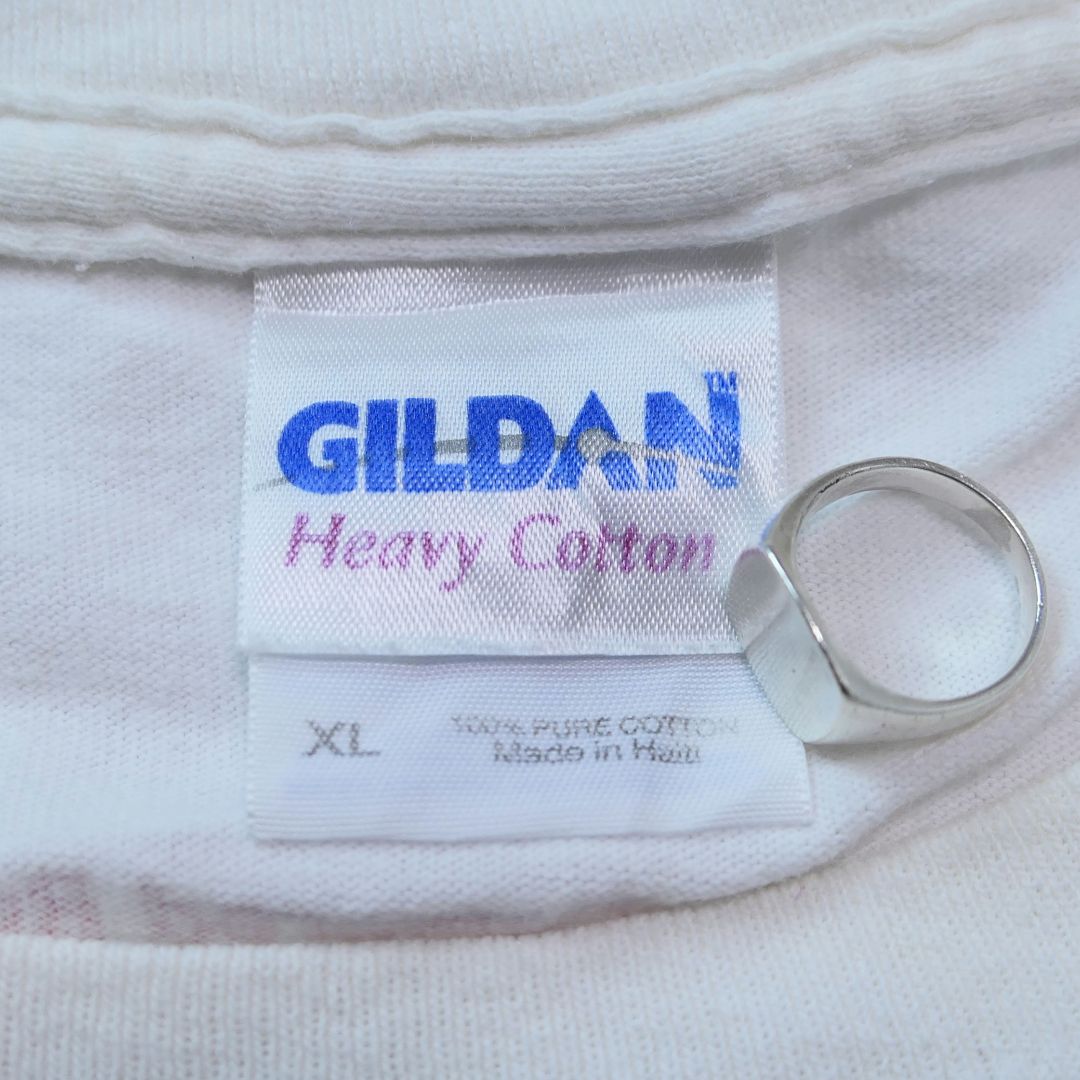 GILDAN™
Heavy Cotton
XL
100% PURE COTTON
Made in Haiti